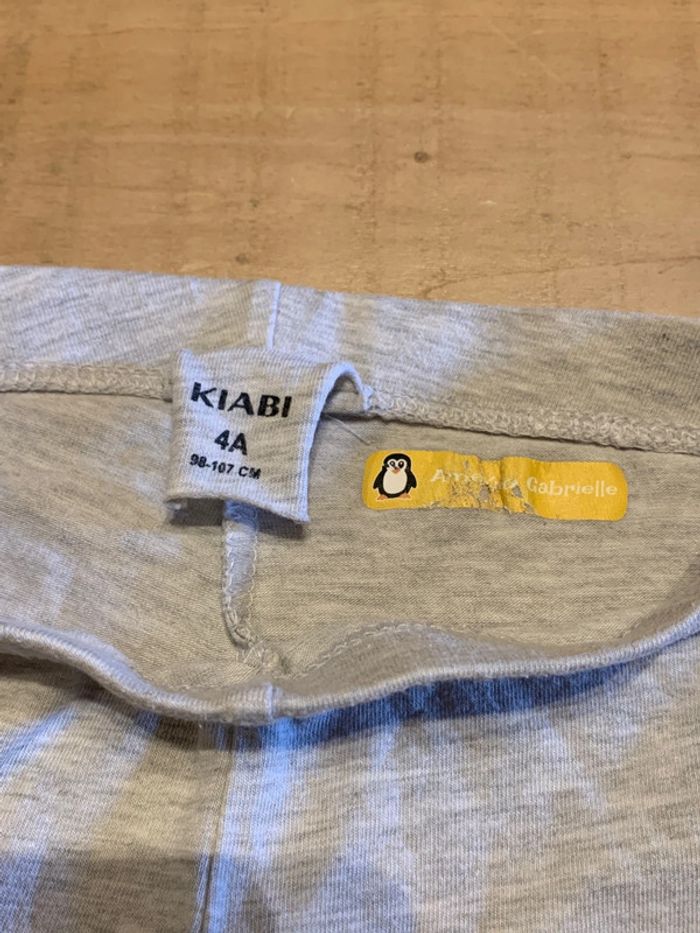 KIABI
4A
98-107 CM
& Gabrielle